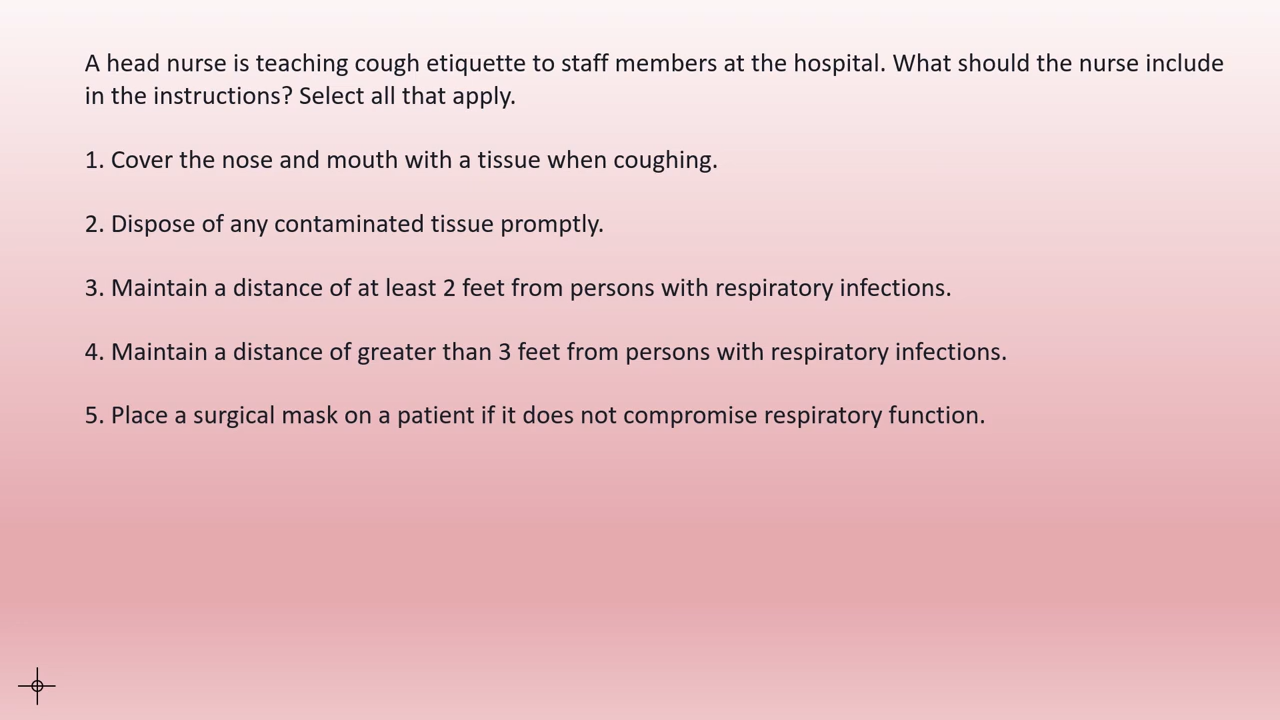 A head nurse is teaching cough etiquette to staff members at the hospital. What should the nurse include
in the instructions? Select all that apply.
1. Cover the nose and mouth with a tissue when coughing.
2. Dispose of any contaminated tissue promptly.
3. Maintain a distance of at least 2 feet from persons with respiratory infections.
4. Maintain a distance of greater than 3 feet from persons with respiratory infections.
5. Place a surgical mask on a patient if it does not compromise respiratory function.